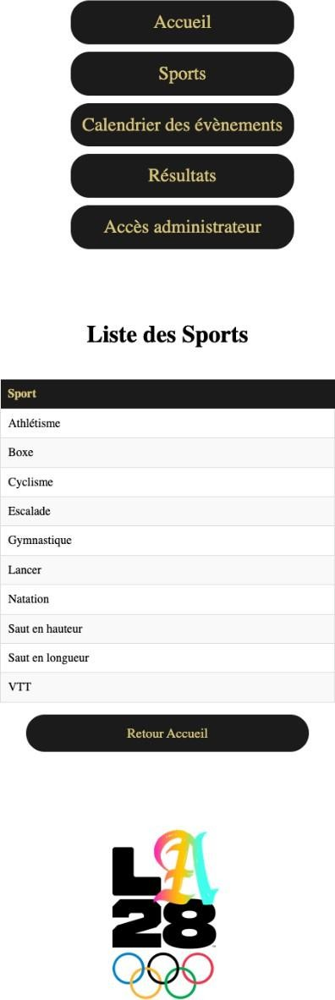 Accueil
Sports
Calendrier des évènements
Résultats
Accès administrateur
Liste des Sports
Sport
Athlétisme
Boxe
Cyclisme
Escalade
Gymnastique
Lancer
Natation
Saut en hauteur
Saut en longueur
VTT
Retour Accueil
LA
28